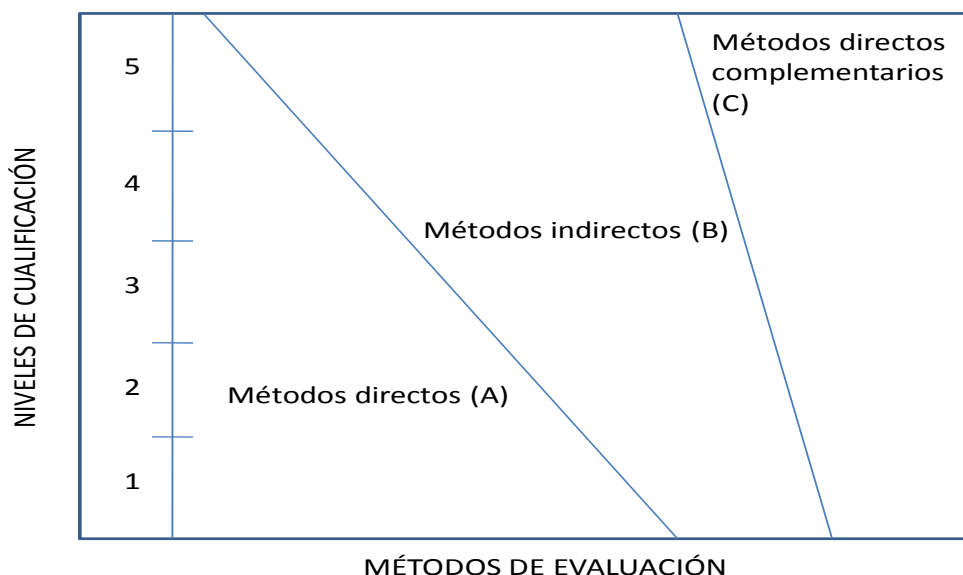 NIVELES DE CUALIFICACIÓN
5
4
3
2
1
Métodos directos
complementarios
(C)
Métodos indirectos (B)
Métodos directos (A)
MÉTODOS DE EVALUACIÓN